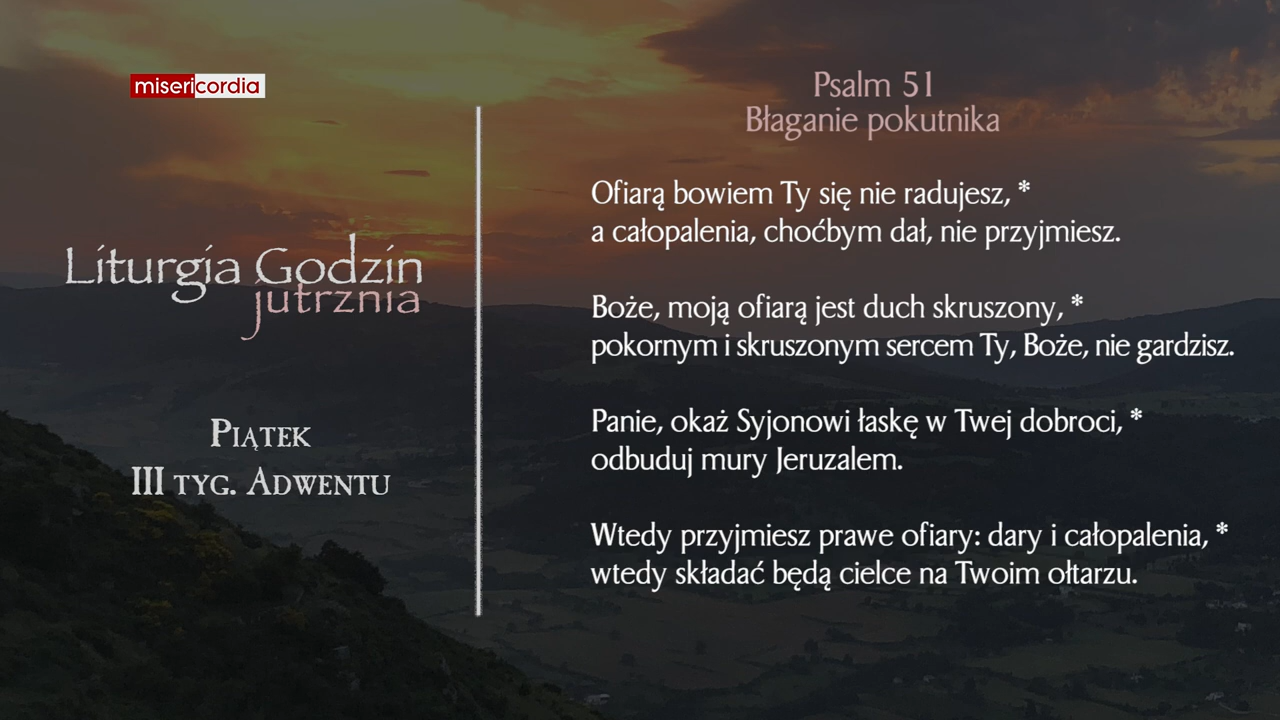 misericordia
Liturgia Godzin
jutrznia
Piątek
III tyg. Adwentu
Psalm 51
Błaganie pokutnika
Ofiarą bowiem Ty się nie radujesz, *
a całopalenia, choćbym dał, nie przyjmiesz.
Boże, moją ofiarą jest duch skruszony, *
pokornym i skruszonym sercem Ty, Boże, nie gardzisz.
Panie, okaż Syjonowi łaskę w Twej dobroci, *
odbuduj mury Jeruzalem.
Wtedy przyjmiesz prawe ofiary: dary i całopalenia, *
wtedy składać będą cielce na Twoim ołtarzu.